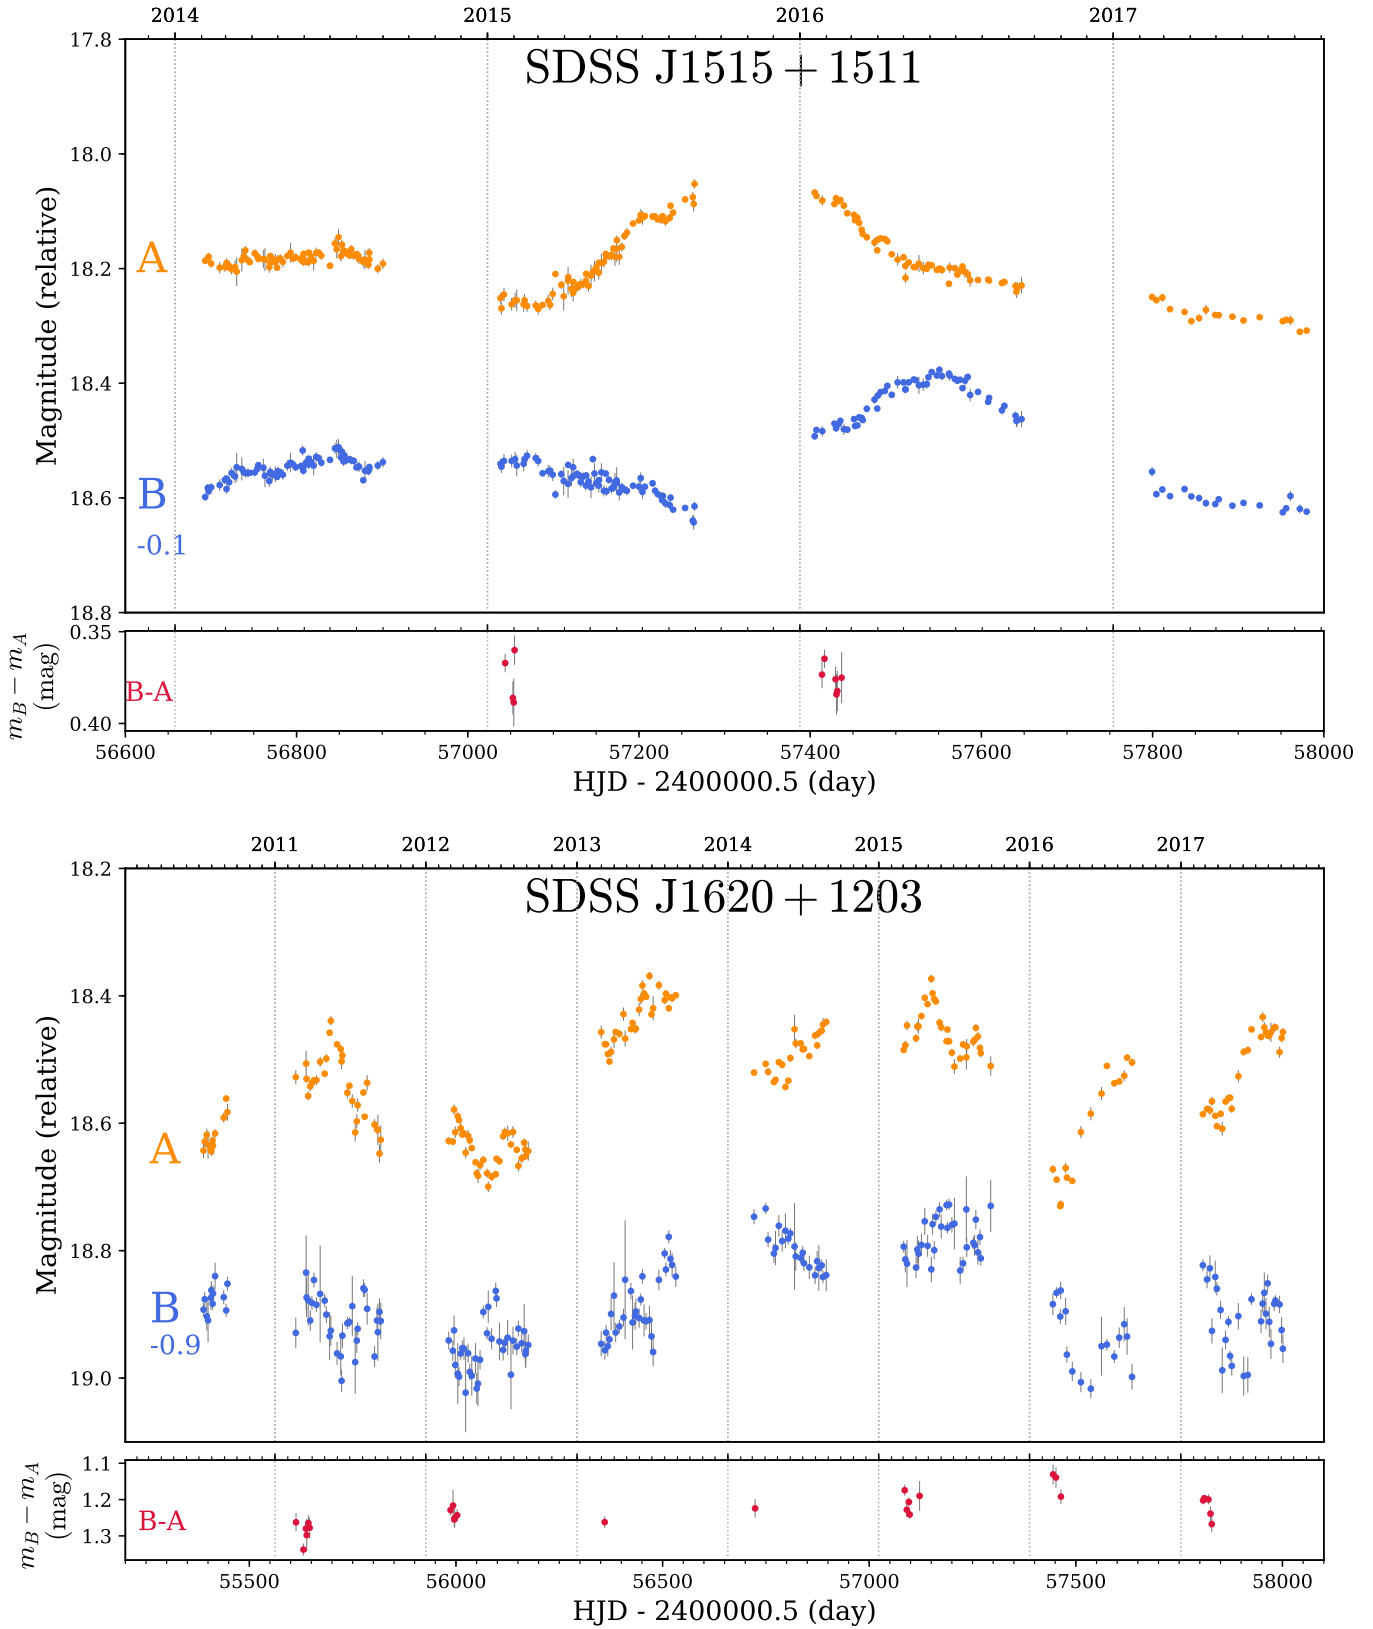 2014 2015 2016 2017
SDSS J1515 + 1511
17.8
18.0
18.2
18.4
18.6
18.8
Magnitude (relative)
A
B
-0.1
0.35
0.40
m_B − m_A
(mag)
B-A
56600 56800 57000 57200 57400 57600 57800 58000
HJD - 2400000.5 (day)
2011 2012 2013 2014 2015 2016 2017
SDSS J1620 + 1203
18.2
18.4
18.6
18.8
19.0
Magnitude (relative)
A
B
-0.9
1.1
1.2
1.3
m_B − m_A
(mag)
B-A
55500 56000 56500 57000 57500 58000
HJD - 2400000.5 (day)